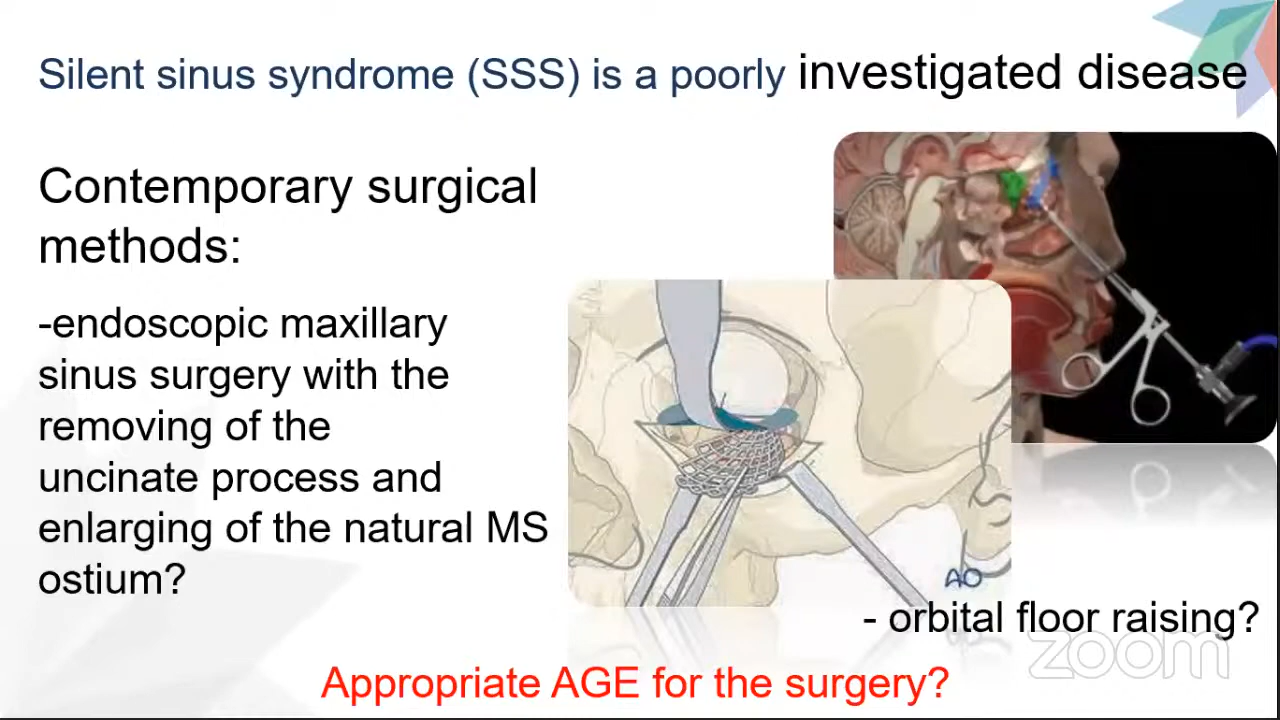 Silent sinus syndrome (SSS) is a poorly investigated disease
Contemporary surgical
methods:
-endoscopic maxillary
sinus surgery with the
removing of the
uncinate process and
enlarging of the natural MS
ostium?
AO
- orbital floor raising?
zoom
Appropriate AGE for the surgery?